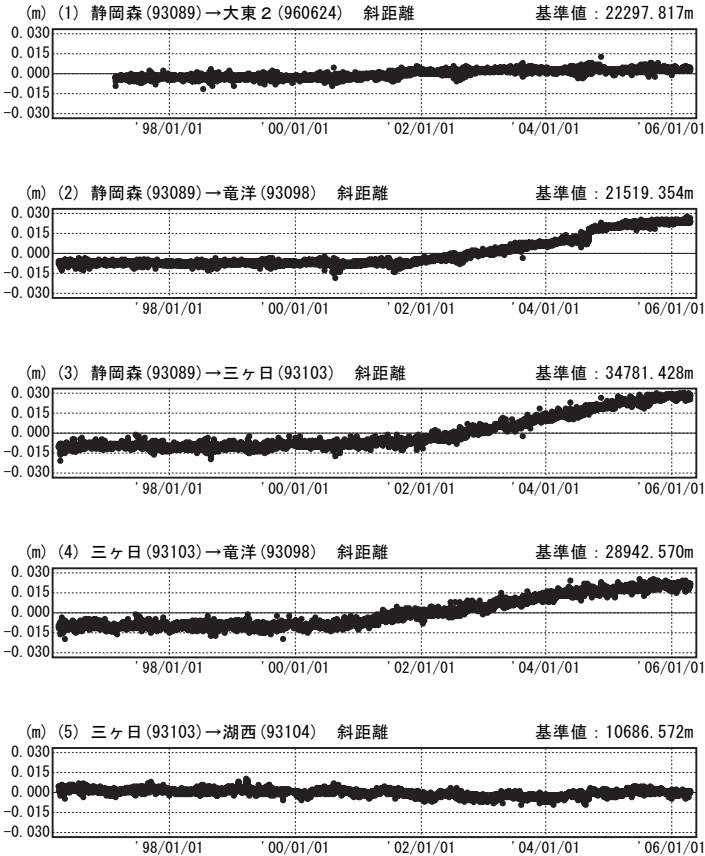 (m) (1) 静岡森(93089)→大東２(960624) 斜距離 基準値：22297.817m
0.030
0.015
0.000
-0.015
-0.030
'98/01/01 '00/01/01 '02/01/01 '04/01/01 '06/01/01
(m) (2) 静岡森(93089)→竜洋(93098) 斜距離 基準値：21519.354m
0.030
0.015
0.000
-0.015
-0.030
'98/01/01 '00/01/01 '02/01/01 '04/01/01 '06/01/01
(m) (3) 静岡森(93089)→三ヶ日(93103) 斜距離 基準値：34781.428m
0.030
0.015
0.000
-0.015
-0.030
'98/01/01 '00/01/01 '02/01/01 '04/01/01 '06/01/01
(m) (4) 三ヶ日(93103)→竜洋(93098) 斜距離 基準値：28942.570m
0.030
0.015
0.000
-0.015
-0.030
'98/01/01 '00/01/01 '02/01/01 '04/01/01 '06/01/01
(m) (5) 三ヶ日(93103)→湖西(93104) 斜距離 基準値：10686.572m
0.030
0.015
0.000
-0.015
-0.030
'98/01/01 '00/01/01 '02/01/01 '04/01/01 '06/01/01